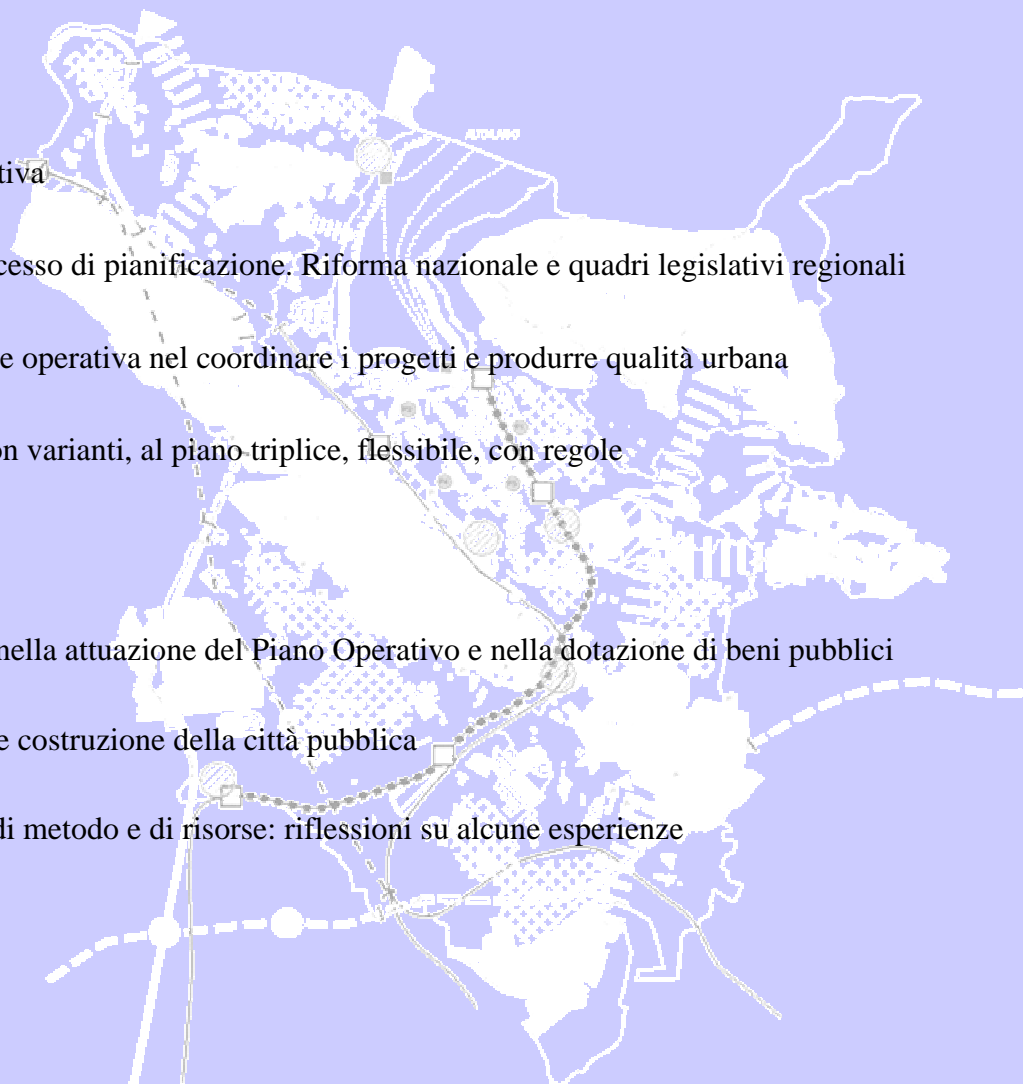 tiva
cesso di pianificazione. Riforma nazionale e quadri legislativi regionali
e operativa nel coordinare i progetti e produrre qualità urbana
on varianti, al piano triplice, flessibile, con regole
nella attuazione del Piano Operativo e nella dotazione di beni pubblici
e costruzione della città pubblica
di metodo e di risorse: riflessioni su alcune esperienze